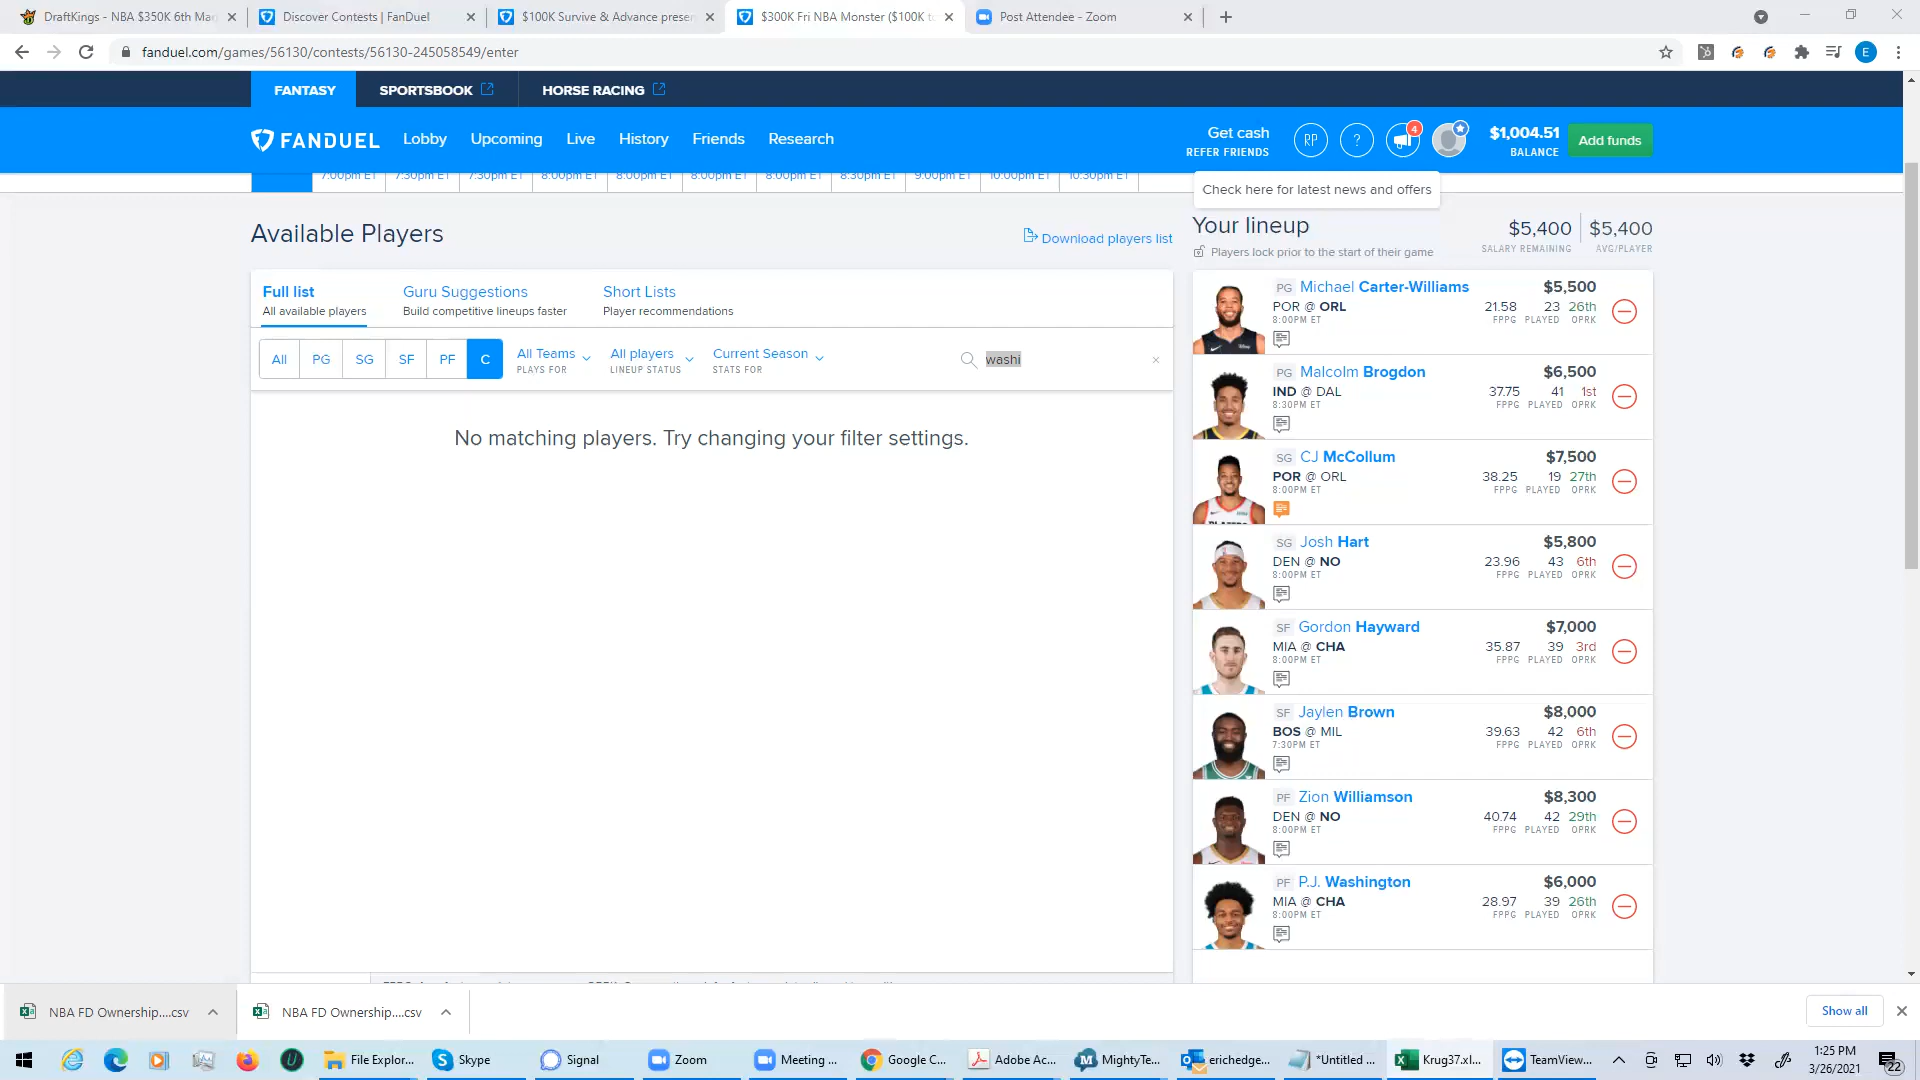 DraftKings - NBA $350K 6th Ma
Discover Contests | FanDuel
$100K Survive & Advance presen
$300K Fri NBA Monster ($100K to
Post Attendee - Zoom
fanduel.com/games/56130/contests/56130-245058549/enter
E
FANTASY SPORTSBOOK HORSE RACING
FANDUEL Lobby Upcoming Live History Friends Research
Get cash
REFER FRIENDS
RP ? 4
$1,004.51
BALANCE
Add funds
7:00pm ET 7:30pm ET 7:30pm ET 8:00pm ET 8:00pm ET 8:00pm ET 8:00pm ET 8:30pm ET 9:00pm ET 10:00pm ET 10:30pm ET
Check here for latest news and offers
Available Players
Download players list
Full list Guru Suggestions Short Lists
All available players Build competitive lineups faster Player recommendations
All PG SG SF PF C
All Teams All players Current Season
PLAYS FOR LINEUP STATUS STATS FOR
washi
No matching players. Try changing your filter settings.
Your lineup
$5,400 $5,400
SALARY REMAINING AVG/PLAYER
Players lock prior to the start of their game
PG Michael Carter-Williams $5,500
POR @ ORL 21.58 23 26th
8:00PM ET FPPG PLAYED OPRK
PG Malcolm Brogdon $6,500
IND @ DAL 37.75 41 1st
8:30PM ET FPPG PLAYED OPRK
SG CJ McCollum $7,500
POR @ ORL 38.25 19 27th
8:00PM ET FPPG PLAYED OPRK
SG Josh Hart $5,800
DEN @ NO 23.96 43 6th
8:00PM ET FPPG PLAYED OPRK
SF Gordon Hayward $7,000
MIA @ CHA 35.87 39 3rd
8:00PM ET FPPG PLAYED OPRK
SF Jaylen Brown $8,000
BOS @ MIL 39.63 42 6th
7:30PM ET FPPG PLAYED OPRK
PF Zion Williamson $8,300
DEN @ NO 40.74 42 29th
8:00PM ET FPPG PLAYED OPRK
PF P.J. Washington $6,000
MIA @ CHA 28.97 39 26th
8:00PM ET FPPG PLAYED OPRK
NBA FD Ownership....csv
NBA FD Ownership....csv
Show all
File Explor...
Skype
Signal
Zoom
Meeting ...
Google C...
Adobe Ac...
MightyTe...
erichedge...
*Untitled ...
Krug37.xl...
TeamView...
1:25 PM
3/26/2021
22